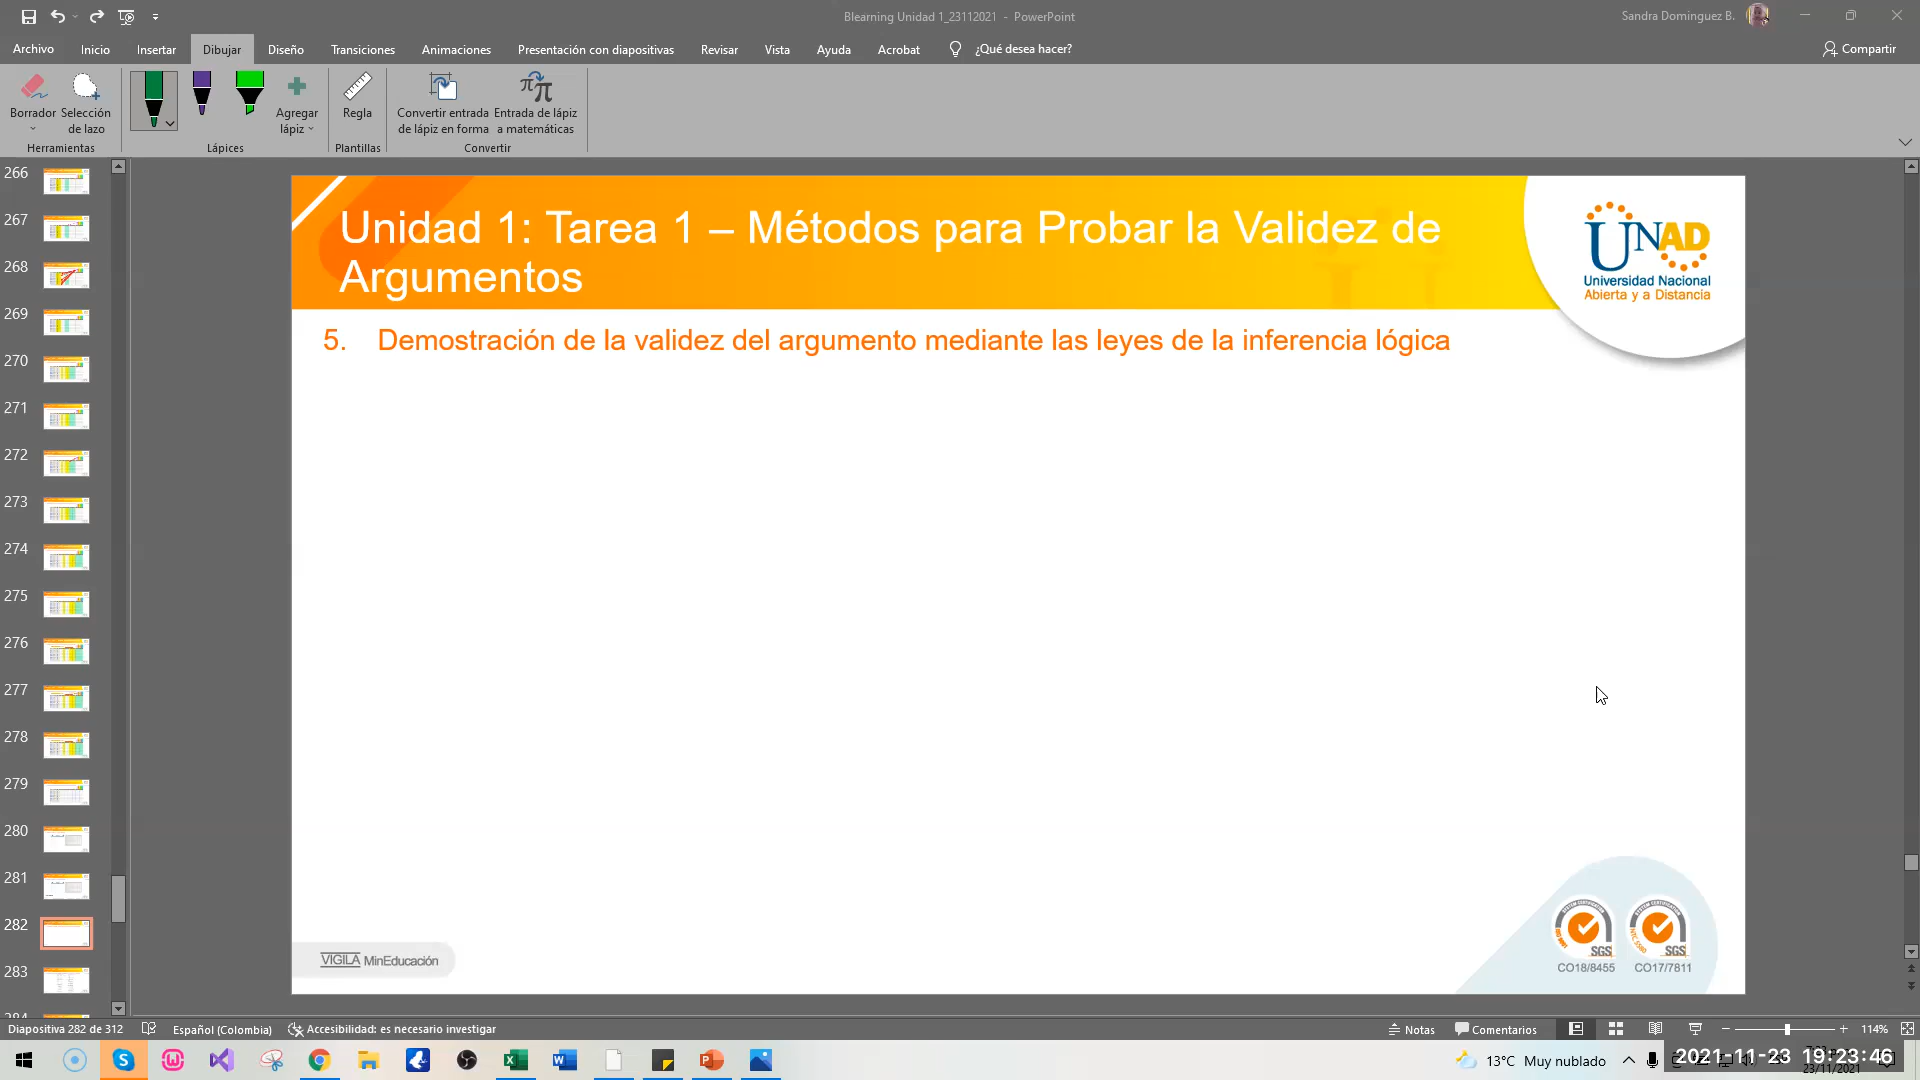 Blearning Unidad 1_23112021 - PowerPoint
Sandra Dominguez B.
Archivo Inicio Insertar Dibujar Diseño Transiciones Animaciones Presentación con diapositivas Revisar Vista Ayuda Acrobat ¿Qué desea hacer? Compartir
Borrador Selección de lazo
Agregar lápiz
Regla
Convertir entrada de lápiz en forma
Entrada de lápiz a matemáticas
Herramientas Lápices Plantillas Convertir
266
267
268
269
270
271
272
273
274
275
276
277
278
279
280
281
282
283
284
Unidad 1: Tarea 1 – Métodos para Probar la Validez de
Argumentos
UNAD
Universidad Nacional
Abierta y a Distancia
5. Demostración de la validez del argumento mediante las leyes de la inferencia lógica
VIGILA MinEducación
SGS SGS
CO18/8455 CO17/7811
Diapositiva 282 de 312 Español (Colombia) Accesibilidad: es necesario investigar Notas Comentarios 114%
13°C Muy nublado
2021-11-23 19:23:46
23/11/2021